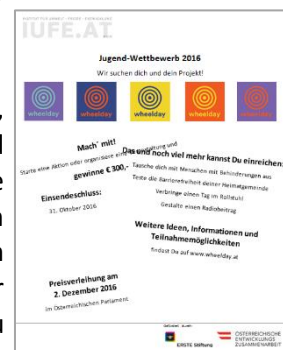 IUFE.AT
Jugend-Wettbewerb 2016
Wir suchen dich und dein Projekt!
wheelday wheelday wheelday wheelday wheelday
Mach´ mit!
Starte eine Aktion oder organisiere eine
gewinne € 300,-
Einsendeschluss:
31. Oktober 2016
Das und noch viel mehr kannst Du einreichen:
Tausche dich mit Menschen mit Behinderungen aus
Teste die Barrierefreiheit deiner Heimatgemeinde
Verbringe einen Tag im Rollstuhl
Gestalte einen Radiobeitrag
Weitere Ideen, Informationen und
Teilnahmemöglichkeiten
findest Du auf www.wheelday.at
Preisverleihung am
2. Dezember 2016
Im Österreichischen Parlament
ERSTE Stiftung
ÖSTERREICHISCHE
ENTWICKLUNGS
ZUSAMMENARBEIT